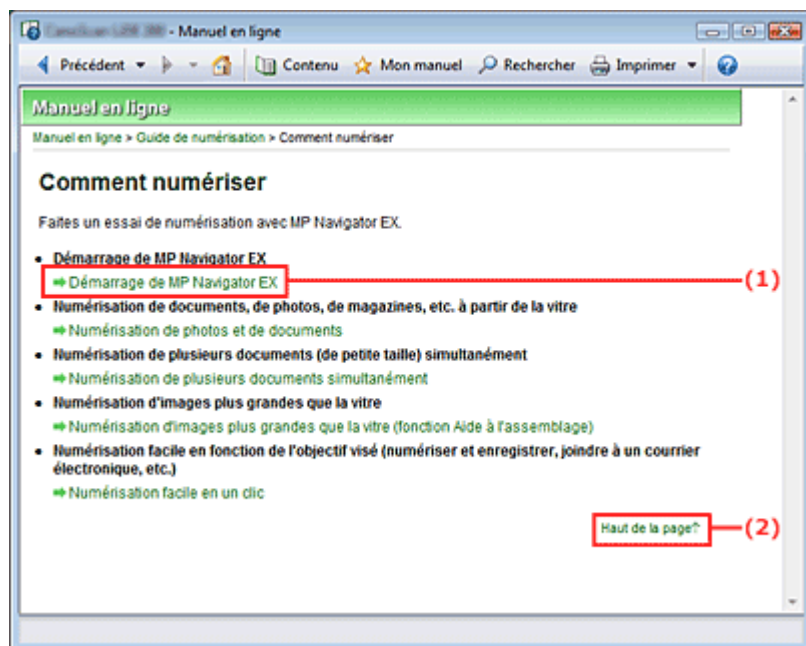 - Manuel en ligne
Précédent
Contenu
Mon manuel
Rechercher
Imprimer
Manuel en ligne
Manuel en ligne > Guide de numérisation > Comment numériser
Comment numériser
Faites un essai de numérisation avec MP Navigator EX.
• Démarrage de MP Navigator EX
➡Démarrage de MP Navigator EX
(1)
• Numérisation de documents, de photos, de magazines, etc. à partir de la vitre
➡Numérisation de photos et de documents
• Numérisation de plusieurs documents (de petite taille) simultanément
➡Numérisation de plusieurs documents simultanément
• Numérisation d'images plus grandes que la vitre
➡Numérisation d'images plus grandes que la vitre (fonction Aide à l'assemblage)
• Numérisation facile en fonction de l'objectif visé (numériser et enregistrer, joindre à un courrier
électronique, etc.)
➡Numérisation facile en un clic
Haut de la page↑
(2)